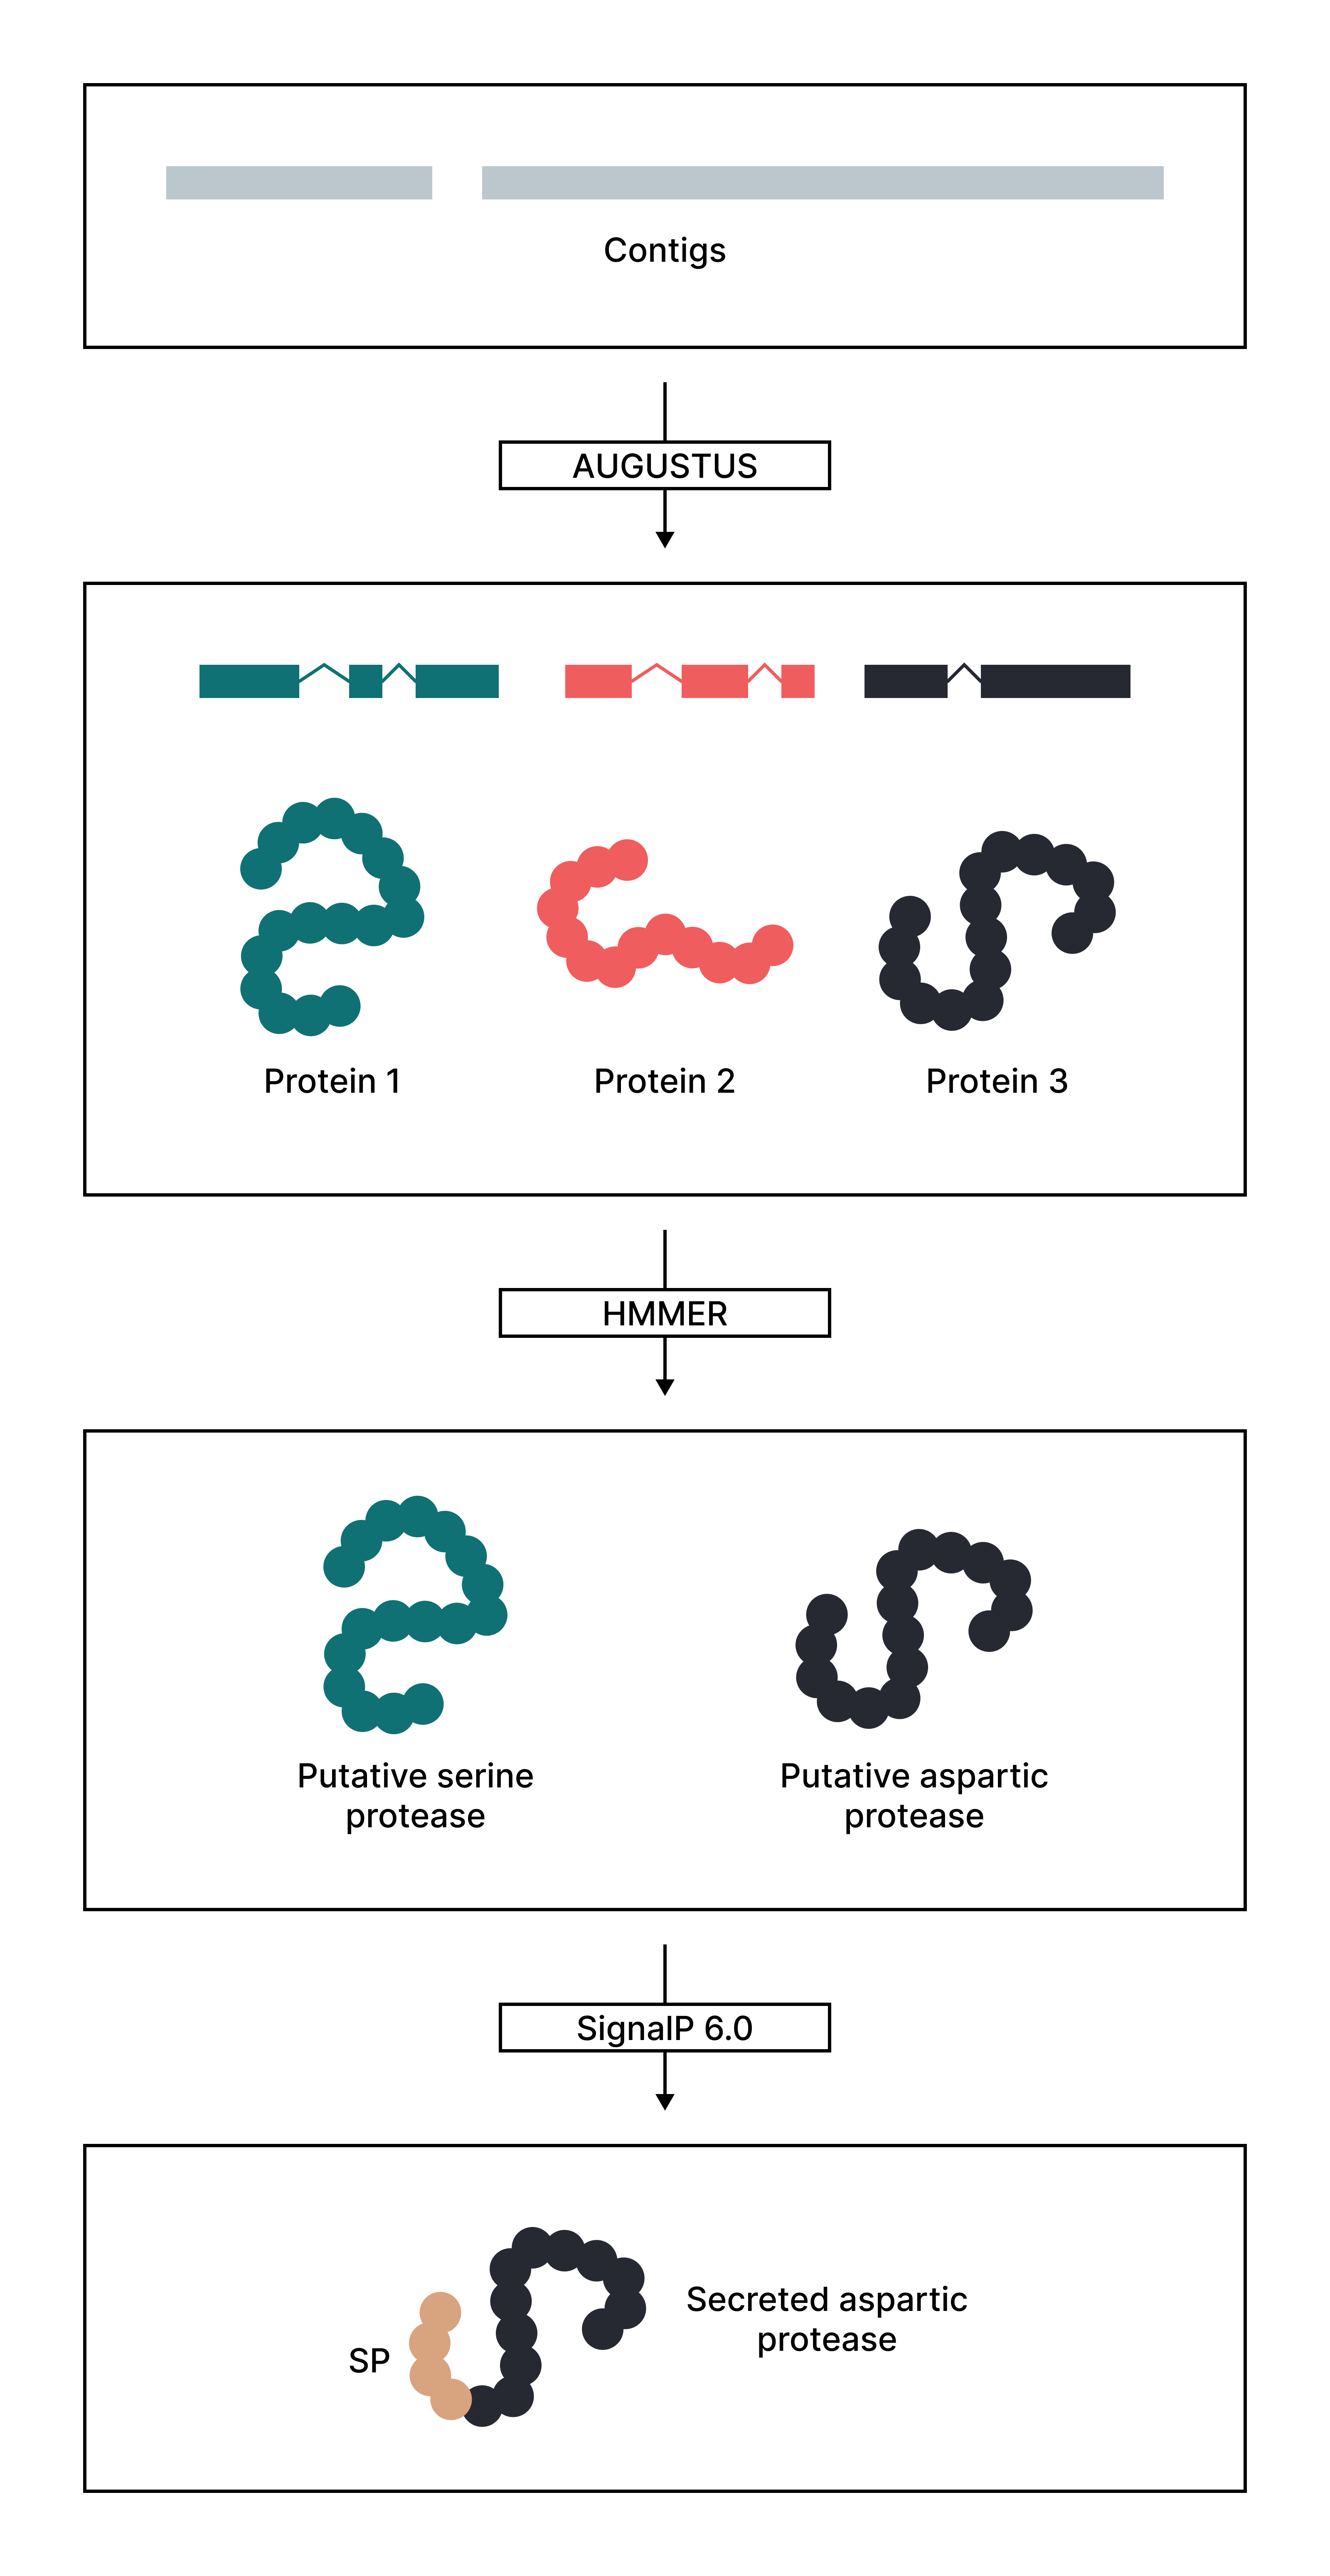 Contigs
AUGUSTUS
Protein 1
Protein 2
Protein 3
HMMER
Putative serine
protease
Putative aspartic
protease
SignalP 6.0
Secreted aspartic
protease
SP